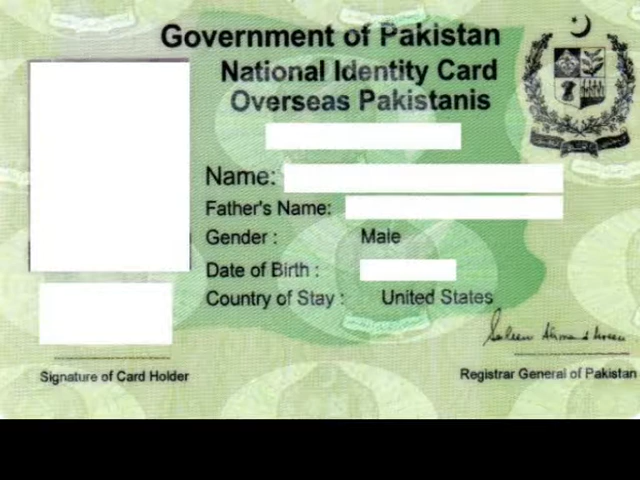 Government of Pakistan
National Identity Card
Overseas Pakistanis
Name:
Father's Name:
Gender : Male
Date of Birth :
Country of Stay : United States
Signature of Card Holder
Registrar General of Pakistan